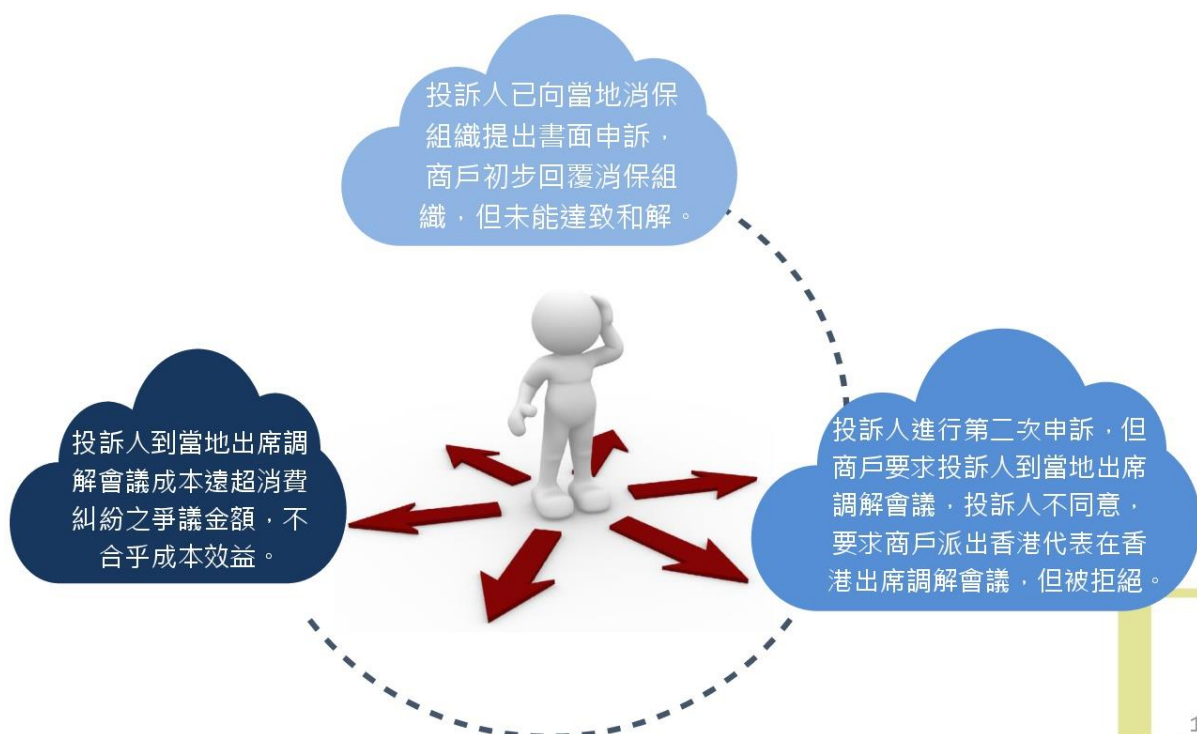 投訴人已向當地消保
組織提出書面申訴，
商戶初步回覆消保組
織，但未能達致和解。
投訴人進行第二次申訴，但
商戶要求投訴人到當地出席
調解會議，投訴人不同意，
要求商戶派出香港代表在香
港出席調解會議，但被拒絕。
投訴人到當地出席調
解會議成本遠超消費
糾紛之爭議金額，不
合乎成本效益。
1